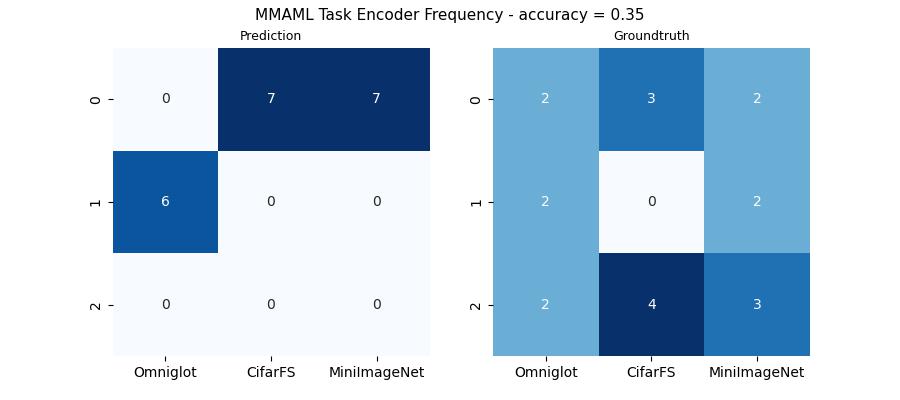 MMAML Task Encoder Frequency - accuracy = 0.35
Prediction
0 0 7 7
1 6 0 0
2 0 0 0
Omniglot CifarFS MiniImageNet
Groundtruth
0 2 3 2
1 2 0 2
2 2 4 3
Omniglot CifarFS MiniImageNet